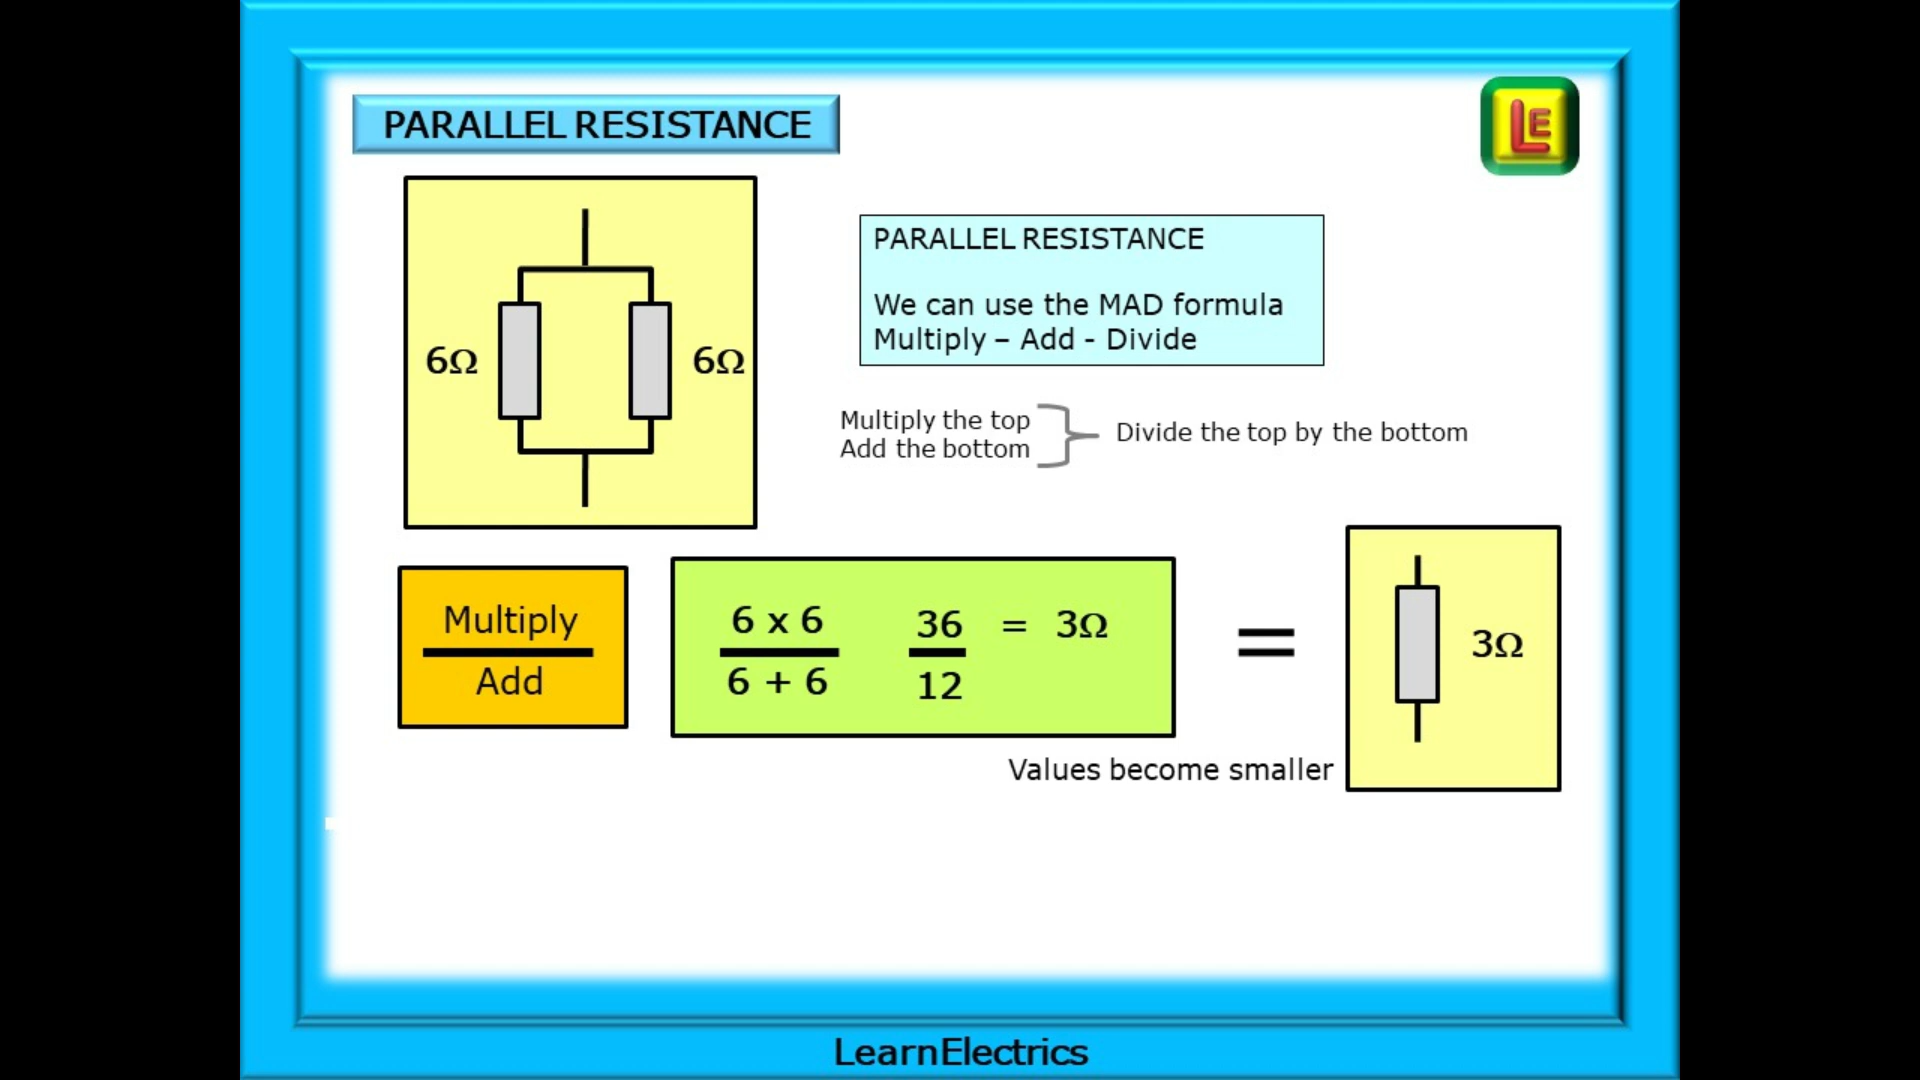 PARALLEL RESISTANCE
LE
6Ω
6Ω
PARALLEL RESISTANCE
We can use the MAD formula
Multiply – Add - Divide
Multiply the top
Add the bottom
Divide the top by the bottom
Multiply
Add
6 x 6
6 + 6
36
12
= 3Ω
=
3Ω
Values become smaller
LearnElectrics